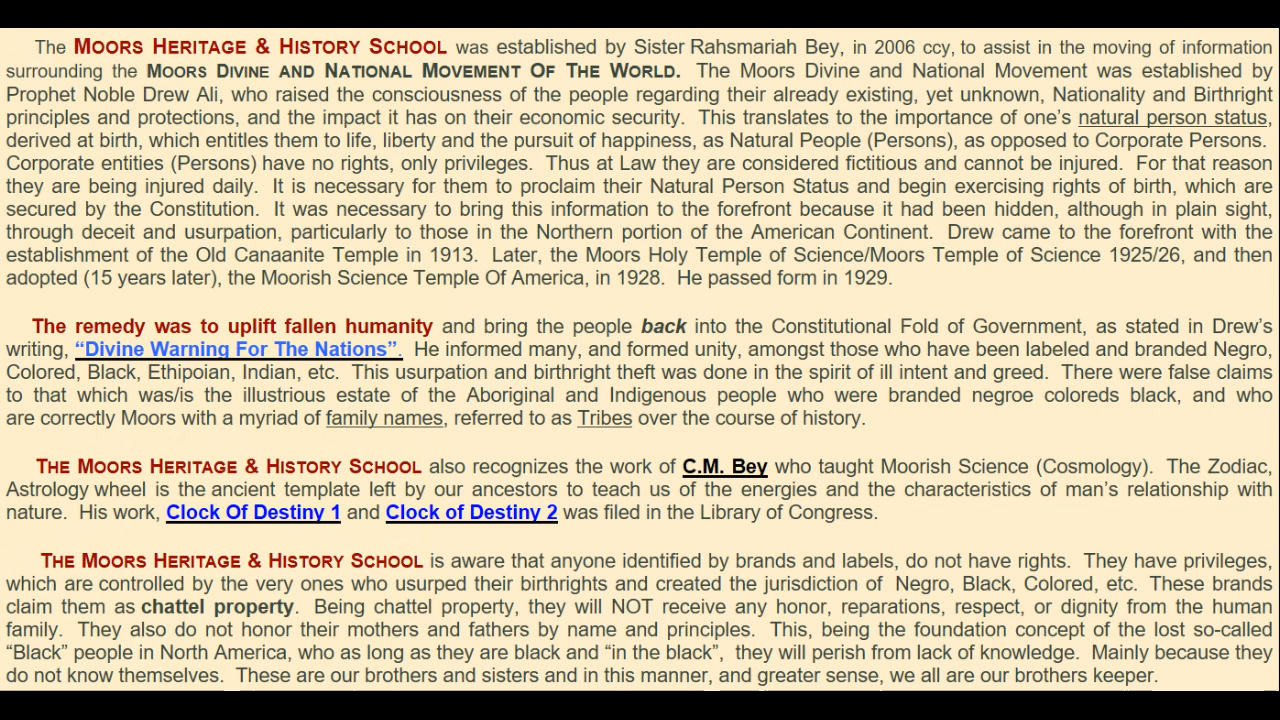 The MOORS HERITAGE & HISTORY SCHOOL was established by Sister Rahsmariah Bey, in 2006 ccy, to assist in the moving of information
surrounding the MOORS DIVINE AND NATIONAL MOVEMENT OF THE WORLD. The Moors Divine and National Movement was established by
Prophet Noble Drew Ali, who raised the consciousness of the people regarding their already existing, yet unknown, Nationality and Birthright
principles and protections, and the impact it has on their economic security. This translates to the importance of one's natural person status,
derived at birth, which entitles them to life, liberty and the pursuit of happiness, as Natural People (Persons), as opposed to Corporate Persons.
Corporate entities (Persons) have no rights, only privileges. Thus at Law they are considered fictitious and cannot be injured. For that reason
they are being injured daily. It is necessary for them to proclaim their Natural Person Status and begin exercising rights of birth, which are
secured by the Constitution. It was necessary to bring this information to the forefront because it had been hidden, although in plain sight,
through deceit and usurpation, particularly to those in the Northern portion of the American Continent. Drew came to the forefront with the
establishment of the Old Canaanite Temple in 1913. Later, the Moors Holy Temple of Science/Moors Temple of Science 1925/26, and then
adopted (15 years later), the Moorish Science Temple Of America, in 1928. He passed form in 1929.
The remedy was to uplift fallen humanity and bring the people back into the Constitutional Fold of Government, as stated in Drew's
writing, “Divine Warning For The Nations”. He informed many, and formed unity, amongst those who have been labeled and branded Negro,
Colored, Black, Ethipoian, Indian, etc. This usurpation and birthright theft was done in the spirit of ill intent and greed. There were false claims
to that which was/is the illustrious estate of the Aboriginal and Indigenous people who were branded negroe coloreds black, and who
are correctly Moors with a myriad of family names, referred to as Tribes over the course of history.
THE MOORS HERITAGE & HISTORY SCHOOL also recognizes the work of C.M. Bey who taught Moorish Science (Cosmology). The Zodiac,
Astrology wheel is the ancient template left by our ancestors to teach us of the energies and the characteristics of man's relationship with
nature. His work, Clock Of Destiny 1 and Clock of Destiny 2 was filed in the Library of Congress.
THE MOORS HERITAGE & HISTORY SCHOOL is aware that anyone identified by brands and labels, do not have rights. They have privileges,
which are controlled by the very ones who usurped their birthrights and created the jurisdiction of Negro, Black, Colored, etc. These brands
claim them as chattel property. Being chattel property, they will NOT receive any honor, reparations, respect, or dignity from the human
family. They also do not honor their mothers and fathers by name and principles. This, being the foundation concept of the lost so-called
“Black” people in North America, who as long as they are black and “in the black”, they will perish from lack of knowledge. Mainly because they
do not know themselves. These are our brothers and sisters and in this manner, and greater sense, we all are our brothers keeper.